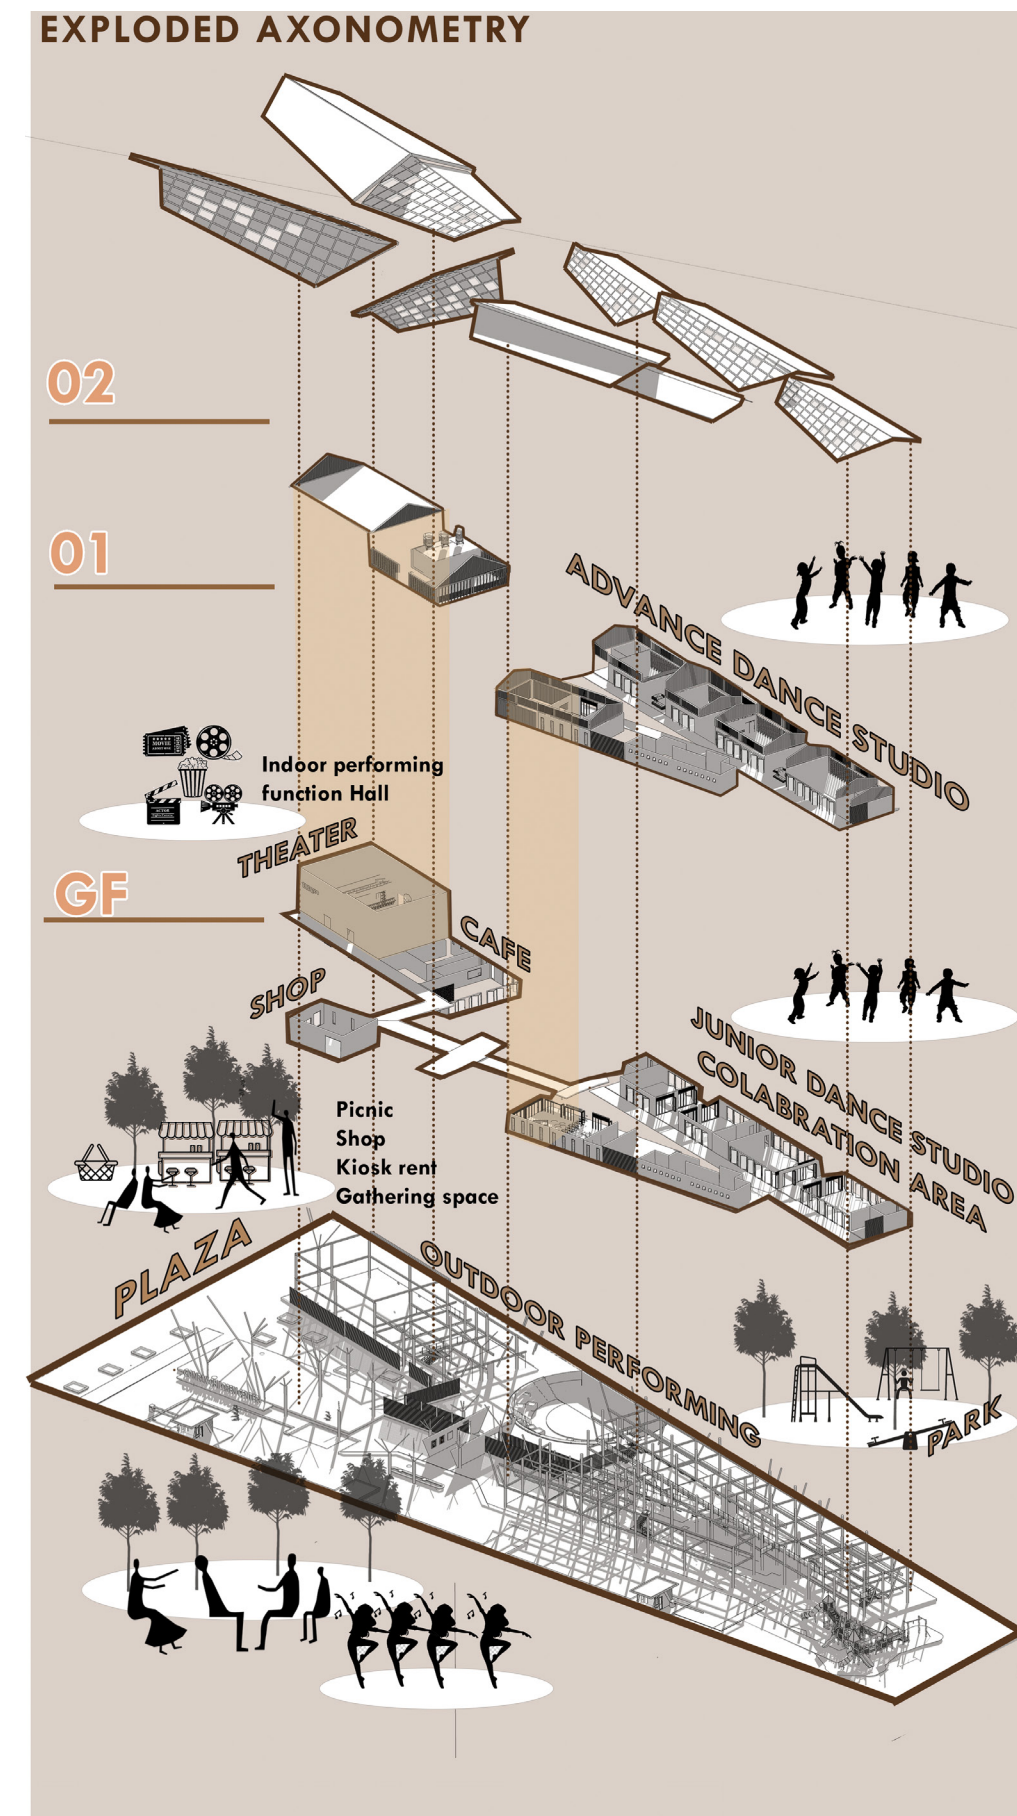 EXPLODED AXONOMETRY
02
01
ADVANCE DANCE STUDIO
Indoor performing
function Hall
THEATER
GF
CAFE
SHOP
JUNIOR DANCE STUDIO
COLABRATION AREA
Picnic
Shop
Kiosk rent
Gathering space
PLAZA
OUTDOOR PERFORMING
PARK